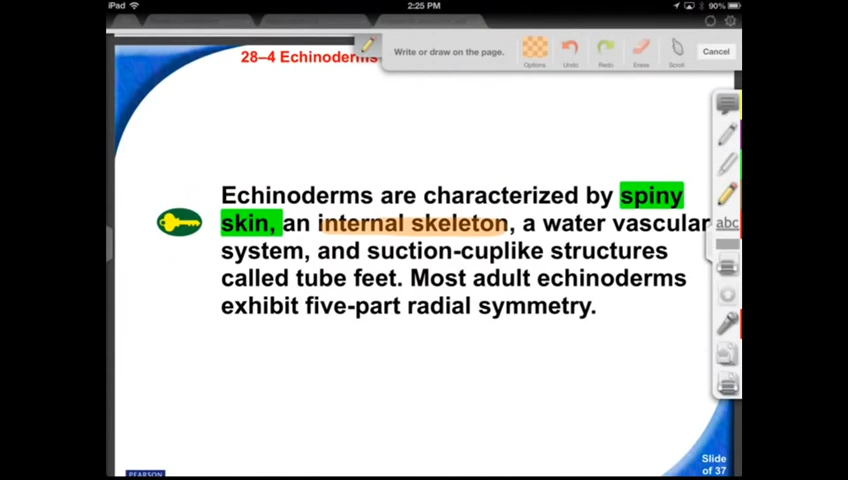 iPad 2:25 PM 90%
28–4 Echinoderms
Write or draw on the page.
Options Undo Redo Erase Scroll
Cancel
Echinoderms are characterized by spiny
skin, an internal skeleton, a water vascular
system, and suction-cuplike structures
called tube feet. Most adult echinoderms
exhibit five-part radial symmetry.
abc
Slide
of 37
PEARSON